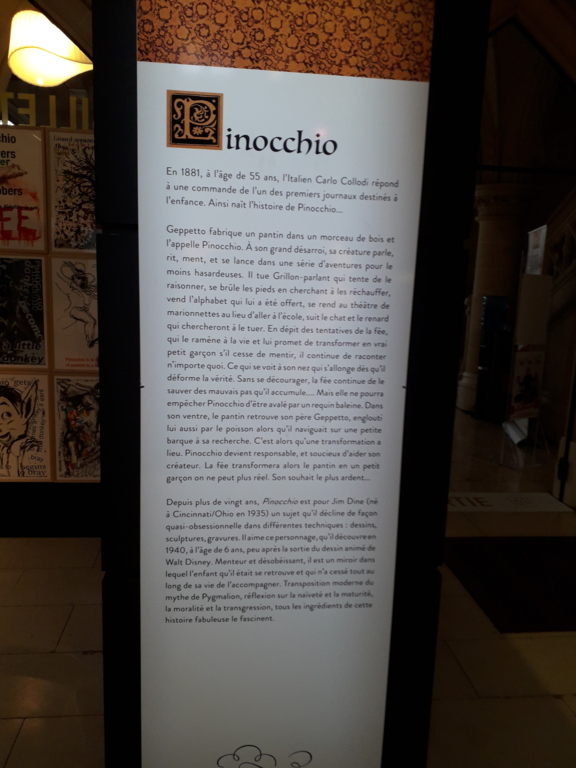 Pinocchio
En 1881, à l'âge de 55 ans, l'Italien Carlo Collodi répond
à une commande de l'un des premiers journaux destinés à
l'enfance. Ainsi naît l'histoire de Pinocchio...
Geppetto fabrique un pantin dans un morceau de bois et
l'appelle Pinocchio. À son grand désarroi, sa créature parle,
rit, ment, et se lance dans une série d'aventures pour le
moins hasardeuses. Il tue Grillon-parlant qui tente de le
raisonner, se brûle les pieds en cherchant à les réchauffer,
vend l'alphabet qui lui a été offert, se rend au théâtre de
marionnettes au lieu d'aller à l'école, suit le chat et le renard
qui chercheront à le tuer. En dépit des tentatives de la fée,
qui le ramène à la vie et lui promet de transformer en vrai
petit garçon s'il cesse de mentir, il continue de raconter
n'importe quoi. Ce qui se voit à son nez qui s'allonge dès qu'il
déforme la vérité. Sans se décourager, la fée continue de le
sauver des mauvais pas qu'il accumule.... Mais elle ne pourra
empêcher Pinocchio d'être avalé par un requin baleine. Dans
son ventre, le pantin retrouve son père Geppetto, englouti
lui aussi par le poisson alors qu'il naviguait sur une petite
barque à sa recherche. C'est alors qu'une transformation a
lieu. Pinocchio devient responsable, et soucieux d'aider son
créateur. La fée transformera alors le pantin en un petit
garçon on ne peut plus réel. Son souhait le plus ardent...
Depuis plus de vingt ans, Pinocchio est pour Jim Dine (né
à Cincinnati/Ohio en 1935) un sujet qu'il décline de façon
quasi-obsessionnelle dans différentes techniques : dessins,
sculptures, gravures. Il aime ce personnage, qu'il découvre en
1940, à l'âge de 6 ans, peu après la sortie du dessin animé de
Walt Disney. Menteur et désobéissant, il est un miroir dans
lequel l'enfant qu'il était se retrouve et qui n'a cessé tout au
long de sa vie de l'accompagner. Transposition moderne du
mythe de Pygmalion, réflexion sur la naïveté et la maturité,
la moralité et la transgression, tous les ingrédients de cette
histoire fabuleuse le fascinent.